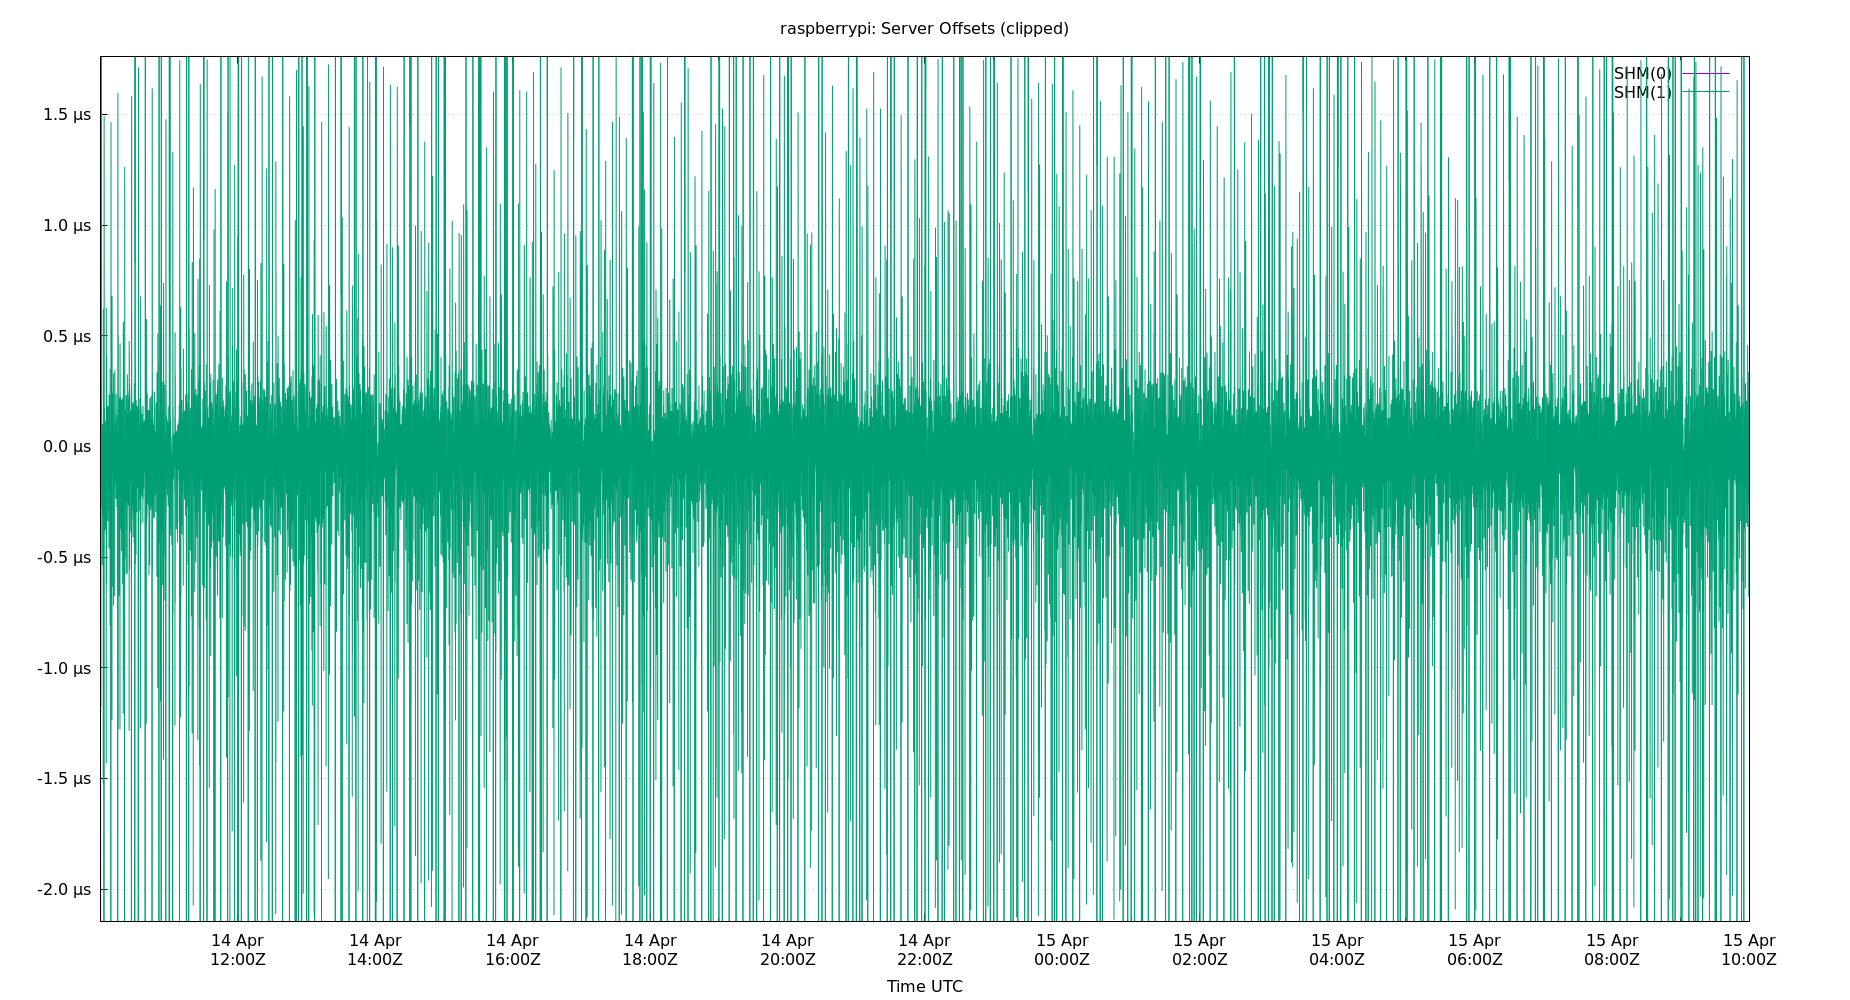 raspberrypi: Server Offsets (clipped)
SHM(0)
SHM(1)
1.5 µs
1.0 µs
0.5 µs
0.0 µs
-0.5 µs
-1.0 µs
-1.5 µs
-2.0 µs
14 Apr 14 Apr 14 Apr 14 Apr 14 Apr 14 Apr 15 Apr 15 Apr 15 Apr 15 Apr 15 Apr 15 Apr
12:00Z 14:00Z 16:00Z 18:00Z 20:00Z 22:00Z 00:00Z 02:00Z 04:00Z 06:00Z 08:00Z 10:00Z
Time UTC